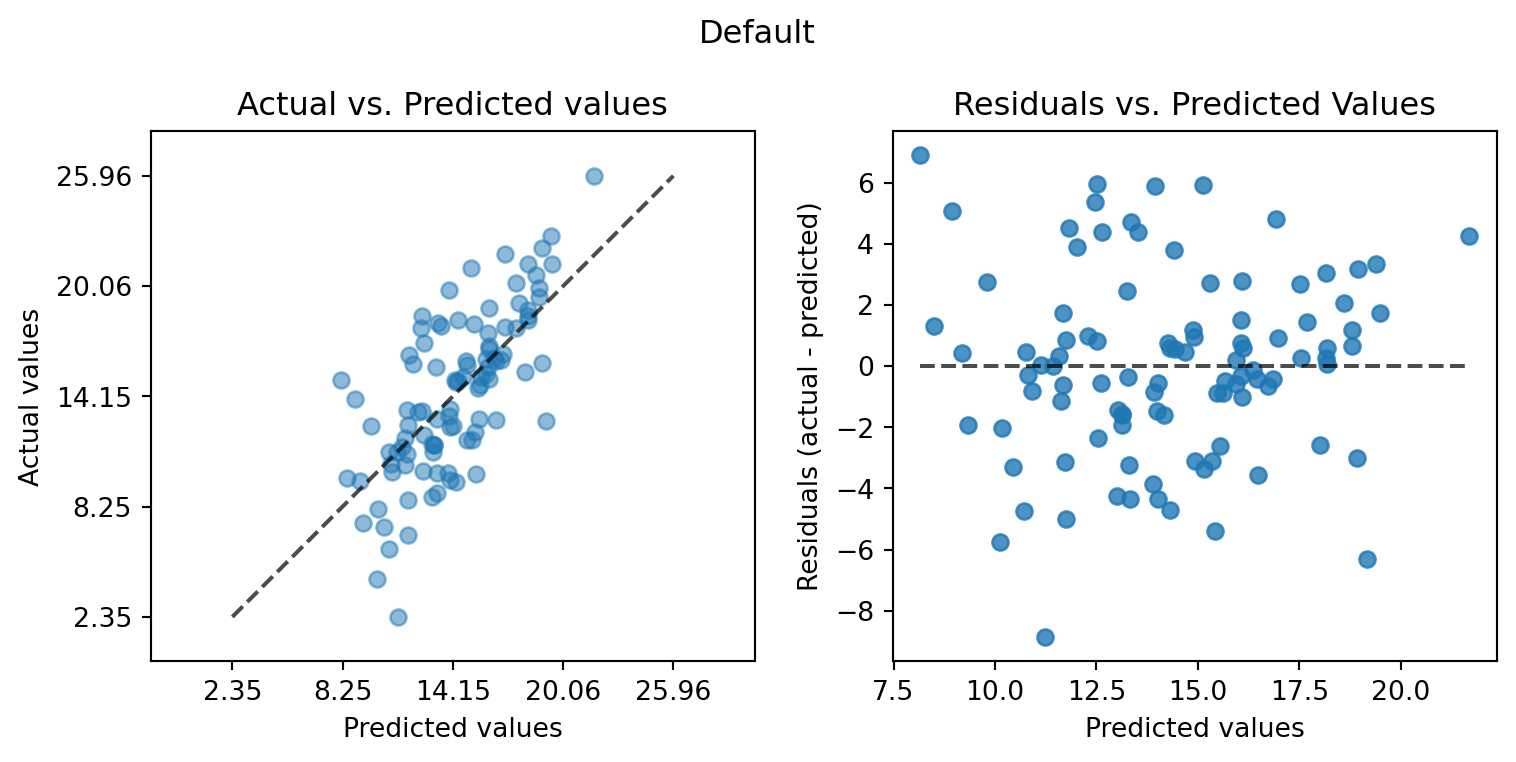 Default
Actual vs. Predicted values
25.96
20.06
14.15
8.25
2.35
Actual values
2.35 8.25 14.15 20.06 25.96
Predicted values
Residuals vs. Predicted Values
6
4
2
0
−2
−4
−6
−8
Residuals (actual - predicted)
7.5 10.0 12.5 15.0 17.5 20.0
Predicted values